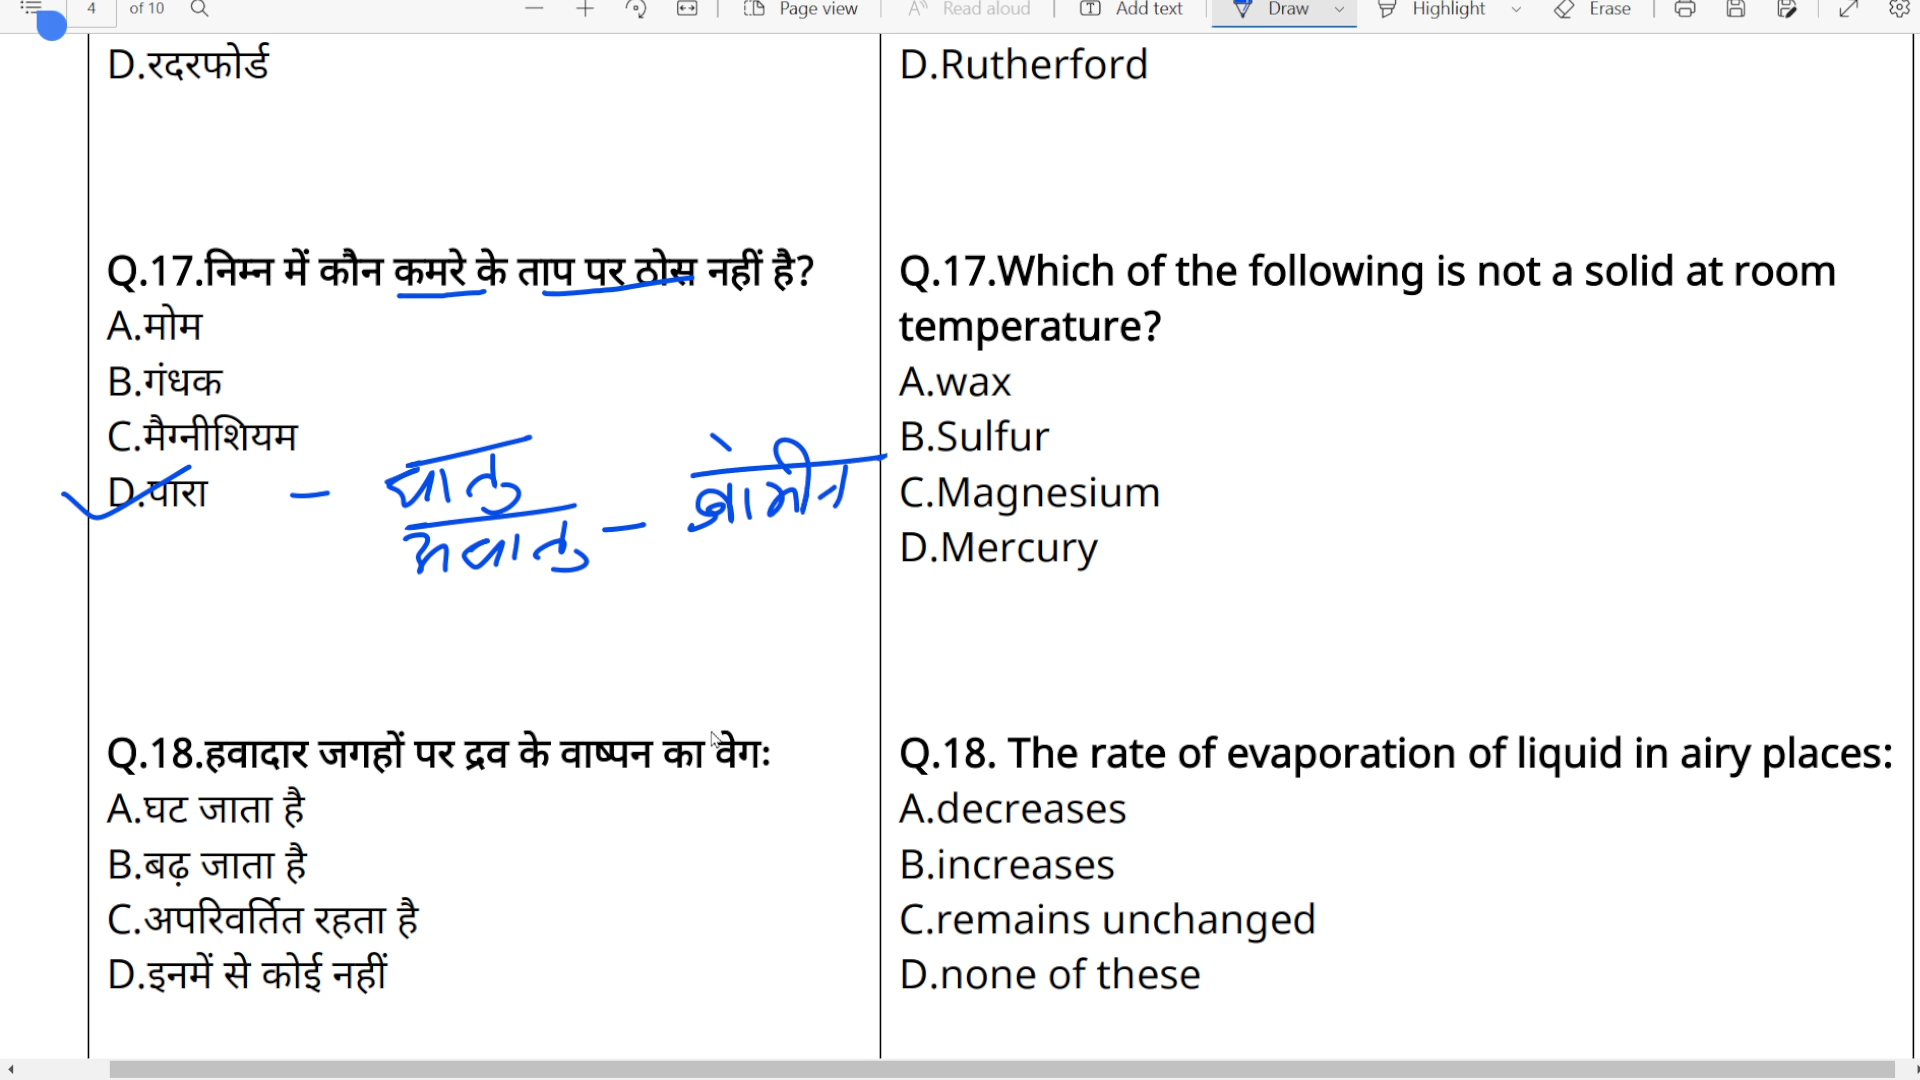 4 of 10 Page view Read aloud Add text Draw Highlight Erase
D.रदरफोर्ड
Q.17.निम्न में कौन कमरे के ताप पर ठोस नहीं है?
A.मोम
B.गंधक
C.मैग्नीशियम
D.पारा – धातु
अधातु – ब्रोमीन
Q.18.हवादार जगहों पर द्रव के वाष्पन का वेगः
A.घट जाता है
B.बढ़ जाता है
C.अपरिवर्तित रहता है
D.इनमें से कोई नहीं
D.Rutherford
Q.17.Which of the following is not a solid at room
temperature?
A.wax
B.Sulfur
C.Magnesium
D.Mercury
Q.18. The rate of evaporation of liquid in airy places:
A.decreases
B.increases
C.remains unchanged
D.none of these